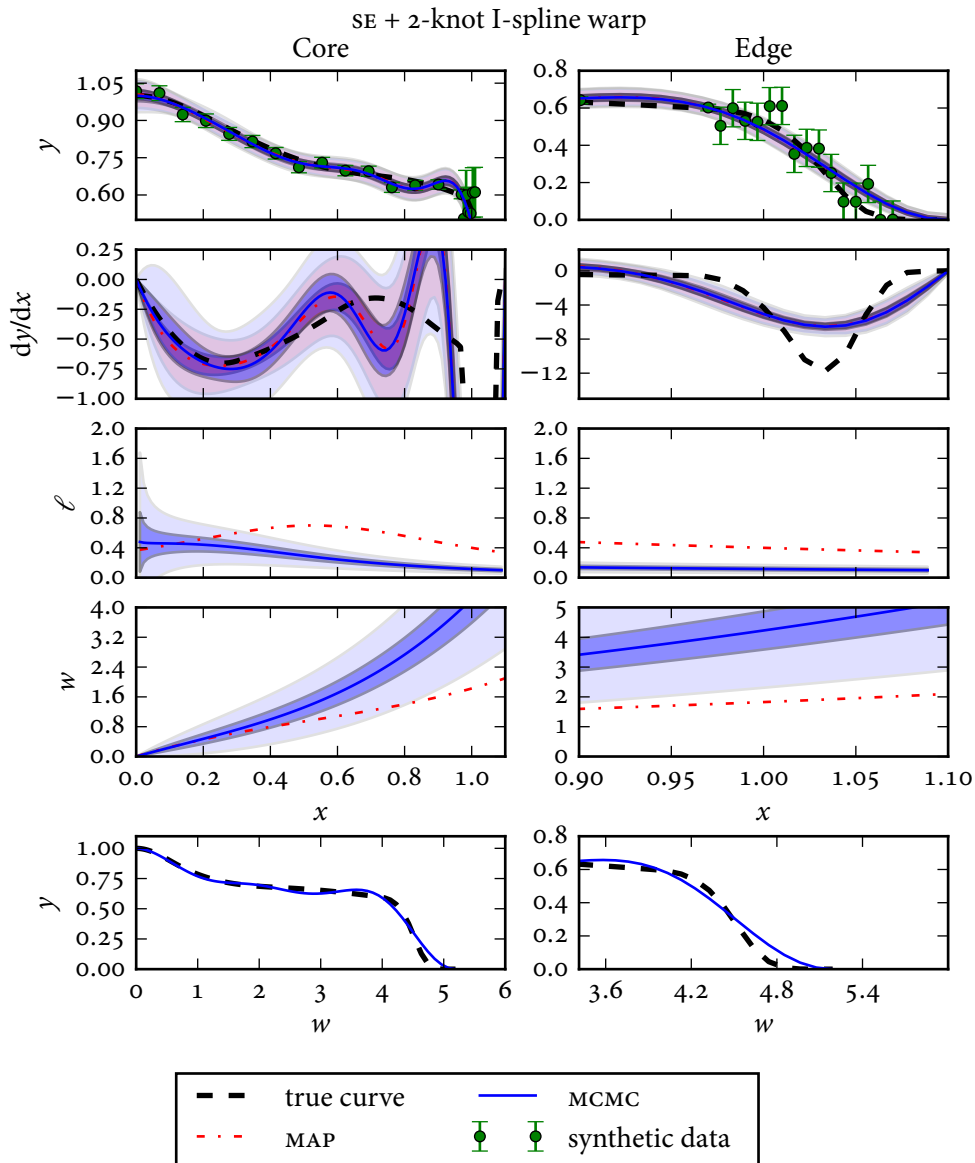 SE + 2-knot I-spline warp
Core
Edge
y
1.05
0.90
0.75
0.60
0.8
0.6
0.4
0.2
0.0
dy/dx
0.25
0.00
−0.25
−0.50
−0.75
−1.00
0
−4
−8
−12
ℓ
2.0
1.6
1.2
0.8
0.4
0.0
2.0
1.6
1.2
0.8
0.4
0.0
w
4.0
3.2
2.4
1.6
0.8
0.0
5
4
3
2
1
0
0.0 0.2 0.4 0.6 0.8 1.0
x
0.90 0.95 1.00 1.05 1.10
x
y
1.00
0.75
0.50
0.25
0.00
0.8
0.6
0.4
0.2
0.0
0 1 2 3 4 5 6
w
3.6 4.2 4.8 5.4
w
true curve
MCMC
MAP
synthetic data